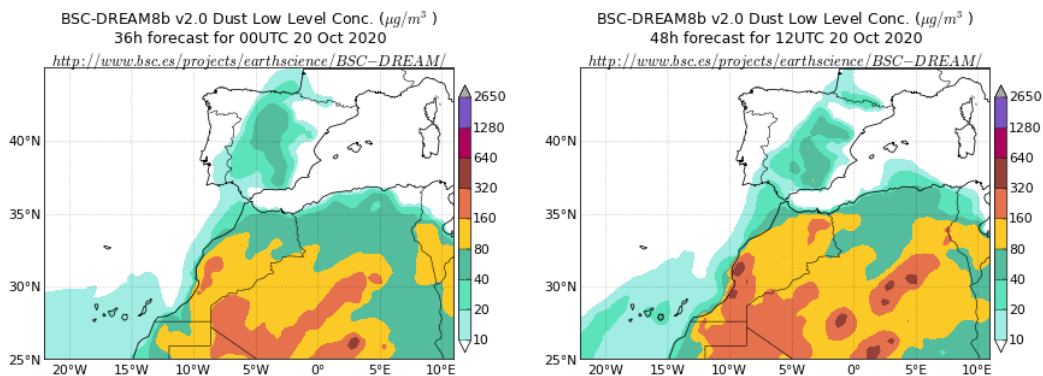 BSC-DREAM8b v2.0 Dust Low Level Conc. (μg/m³ )
36h forecast for 00UTC 20 Oct 2020
http://www.bsc.es/projects/earthscience/BSC−DREAM/
40°N
35°N
30°N
25°N
20°W
15°W
10°W
5°W
0°
5°E
10°E
2650
1280
640
320
160
80
40
20
10
BSC-DREAM8b v2.0 Dust Low Level Conc. (μg/m³ )
48h forecast for 12UTC 20 Oct 2020
http://www.bsc.es/projects/earthscience/BSC−DREAM/
40°N
35°N
30°N
25°N
20°W
15°W
10°W
5°W
0°
5°E
10°E
2650
1280
640
320
160
80
40
20
10